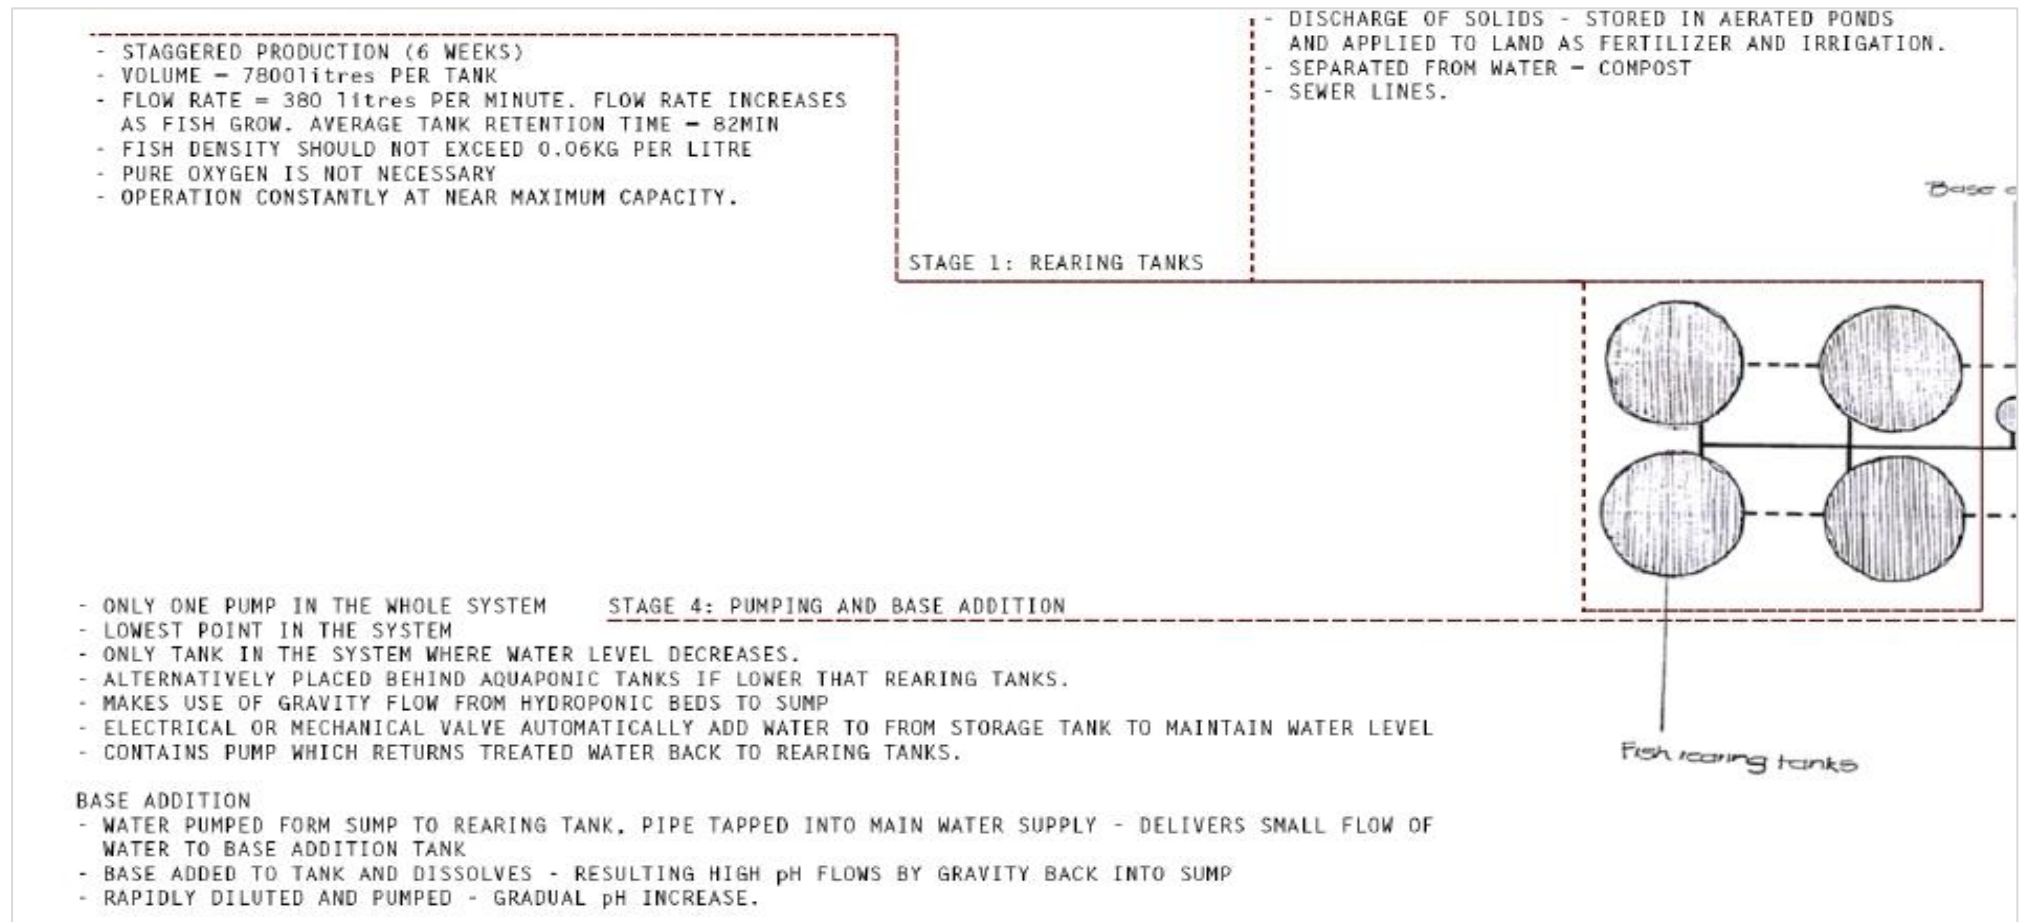 - STAGGERED PRODUCTION (6 WEEKS)
- VOLUME = 7800litres PER TANK
- FLOW RATE = 380 litres PER MINUTE. FLOW RATE INCREASES
AS FISH GROW. AVERAGE TANK RETENTION TIME = 82MIN
- FISH DENSITY SHOULD NOT EXCEED 0.06KG PER LITRE
- PURE OXYGEN IS NOT NECESSARY
- OPERATION CONSTANTLY AT NEAR MAXIMUM CAPACITY.
- DISCHARGE OF SOLIDS - STORED IN AERATED PONDS
AND APPLIED TO LAND AS FERTILIZER AND IRRIGATION.
- SEPARATED FROM WATER = COMPOST
- SEWER LINES.
Base
STAGE 1: REARING TANKS
STAGE 4: PUMPING AND BASE ADDITION
- ONLY ONE PUMP IN THE WHOLE SYSTEM
- LOWEST POINT IN THE SYSTEM
- ONLY TANK IN THE SYSTEM WHERE WATER LEVEL DECREASES.
- ALTERNATIVELY PLACED BEHIND AQUAPONIC TANKS IF LOWER THAT REARING TANKS.
- MAKES USE OF GRAVITY FLOW FROM HYDROPONIC BEDS TO SUMP
- ELECTRICAL OR MECHANICAL VALVE AUTOMATICALLY ADD WATER TO FROM STORAGE TANK TO MAINTAIN WATER LEVEL
- CONTAINS PUMP WHICH RETURNS TREATED WATER BACK TO REARING TANKS.
Fish rearing tanks
BASE ADDITION
- WATER PUMPED FORM SUMP TO REARING TANK. PIPE TAPPED INTO MAIN WATER SUPPLY - DELIVERS SMALL FLOW OF
WATER TO BASE ADDITION TANK
- BASE ADDED TO TANK AND DISSOLVES - RESULTING HIGH pH FLOWS BY GRAVITY BACK INTO SUMP
- RAPIDLY DILUTED AND PUMPED - GRADUAL pH INCREASE.